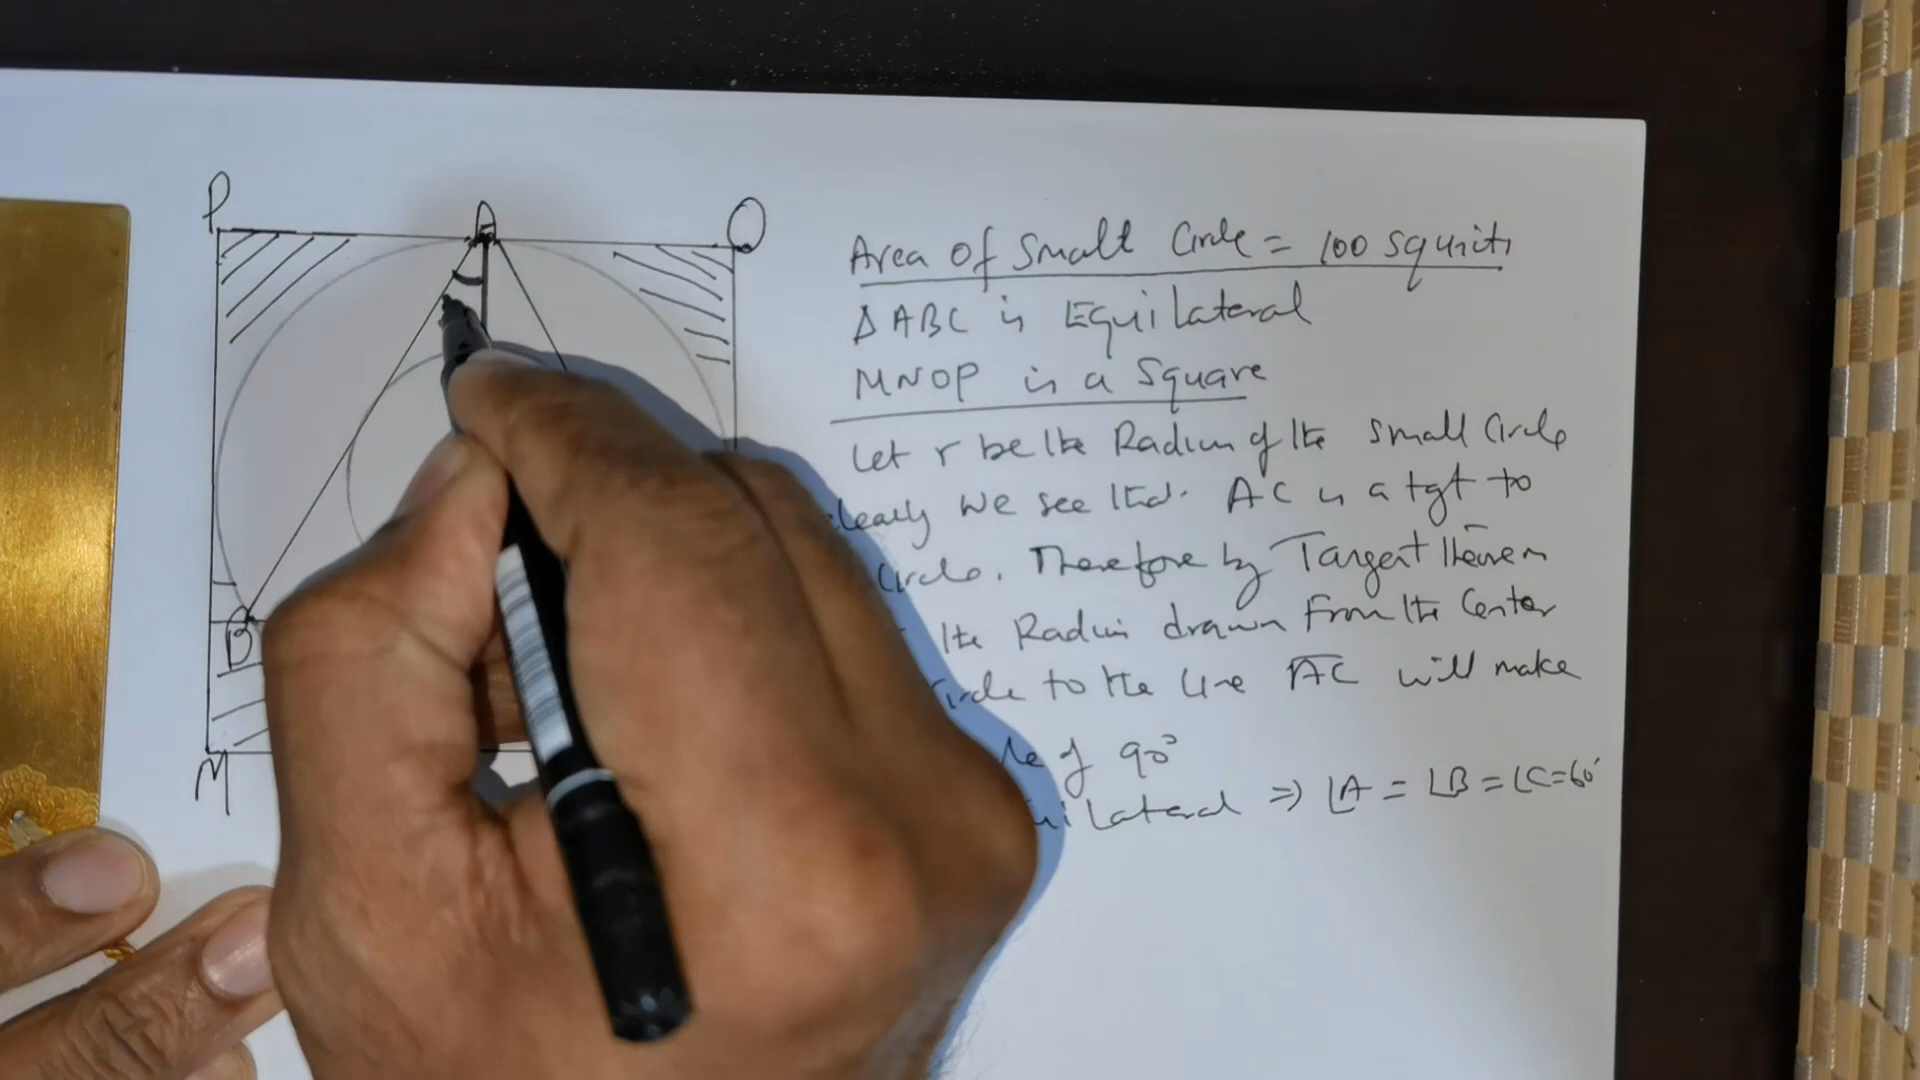 P
A
O
B
M
Area of Small Circle = 100 sq units
Δ ABC is Equilateral
MNOP is a Square
Let r be the Radius of the Small Circle
clearly we see that AC is a tgt to
Circle. Therefore by Tangent theorem
the Radius drawn From the Center
Circle to the line AC will make
of 90°
Equilateral ⇒ ∠A = ∠B = ∠C = 60°